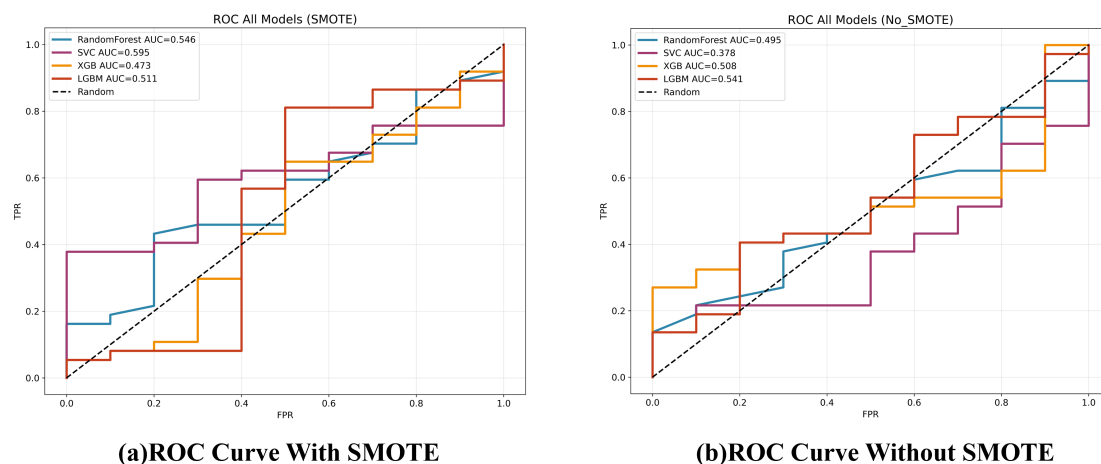 ROC All Models (SMOTE)
RandomForest AUC=0.546
SVC AUC=0.595
XGB AUC=0.473
LGBM AUC=0.511
Random
1.0
0.8
0.6
0.4
0.2
0.0
TPR
0.0 0.2 0.4 0.6 0.8 1.0
FPR
(a)ROC Curve With SMOTE
ROC All Models (No_SMOTE)
RandomForest AUC=0.495
SVC AUC=0.378
XGB AUC=0.508
LGBM AUC=0.541
Random
1.0
0.8
0.6
0.4
0.2
0.0
TPR
0.0 0.2 0.4 0.6 0.8 1.0
FPR
(b)ROC Curve Without SMOTE